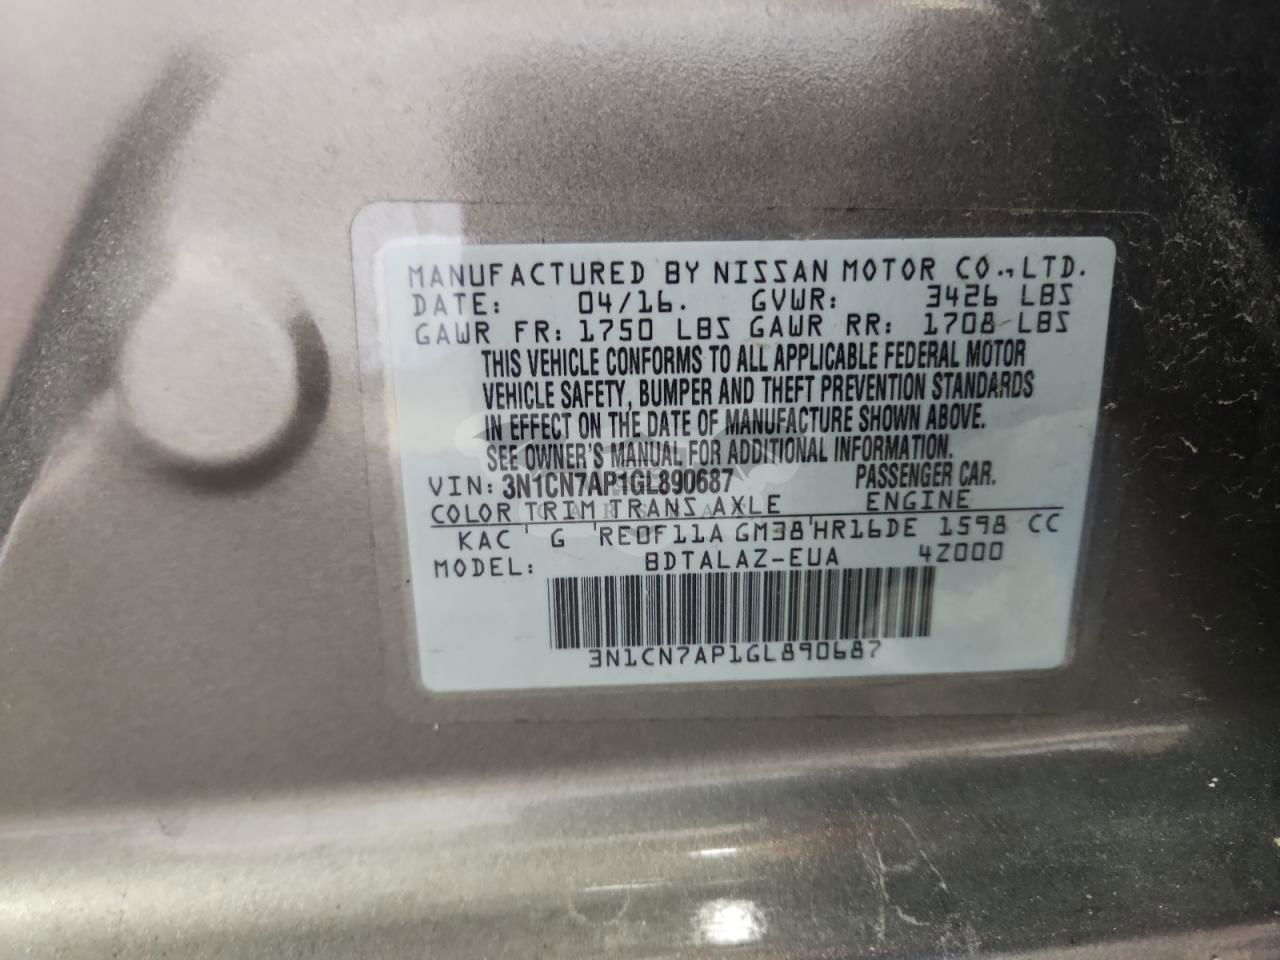 MANUFACTURED BY NISSAN MOTOR CO., LTD.
DATE: 04/16. GVWR: 3426 LBS
GAWR FR: 1750 LBS GAWR RR: 1708 LBS
THIS VEHICLE CONFORMS TO ALL APPLICABLE FEDERAL MOTOR
VEHICLE SAFETY, BUMPER AND THEFT PREVENTION STANDARDS
IN EFFECT ON THE DATE OF MANUFACTURE SHOWN ABOVE.
SEE OWNER'S MANUAL FOR ADDITIONAL INFORMATION.
VIN: 3N1CN7AP1GL890687 PASSENGER CAR.
COLOR TRIM TRANS AXLE ENGINE
KAC ' G ' RE0F11A GM38 ' HR16DE 1598 CC
MODEL: BDTALAZ-EUA 4Z000
3N1CN7AP1GL890687